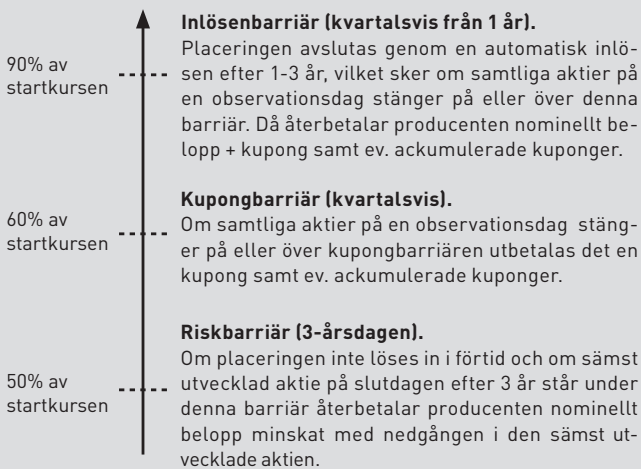 Inlösenbarriär (kvartalsvis från 1 år).
90% av
startkursen
Placeringen avslutas genom en automatisk inlö-
sen efter 1-3 år, vilket sker om samtliga aktier på
en observationsdag stänger på eller över denna
barriär. Då återbetalar producenten nominellt be-
lopp + kupong samt ev. ackumulerade kuponger.
60% av
startkursen
Kupongbarriär (kvartalsvis).
Om samtliga aktier på en observationsdag stäng-
er på eller över kupongbarriären utbetalas det en
kupong samt ev. ackumulerade kuponger.
50% av
startkursen
Riskbarriär (3-årsdagen).
Om placeringen inte löses in i förtid och om sämst
utvecklad aktie på slutdagen efter 3 år står under
denna barriär återbetalar producenten nominellt
belopp minskat med nedgången i den sämst ut-
vecklade aktien.